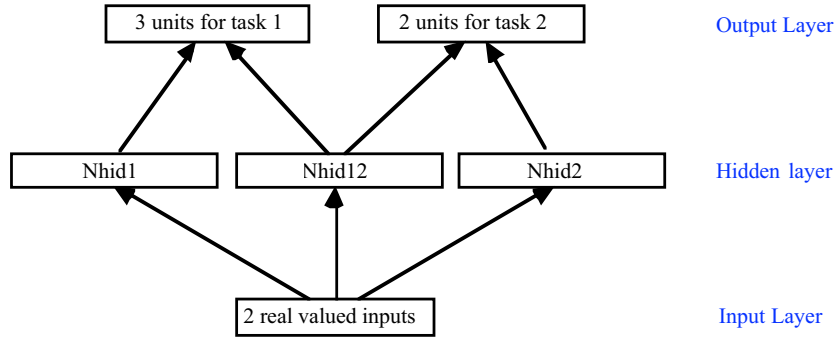 3 units for task 1
2 units for task 2
Output Layer
Nhid1
Nhid12
Nhid2
Hidden layer
2 real valued inputs
Input Layer